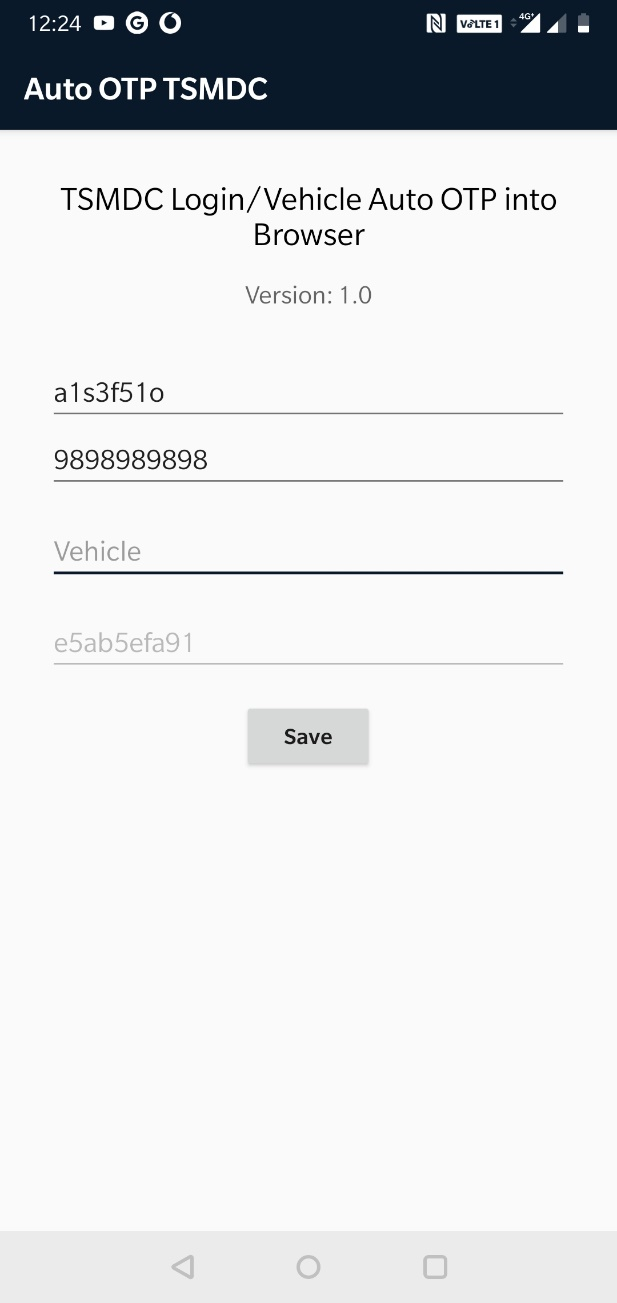 12:24
VoLTE 1
4G+
Auto OTP TSMDC
TSMDC Login/Vehicle Auto OTP into
Browser
Version: 1.0
a1s3f51o
9898989898
Vehicle
e5ab5efa91
Save